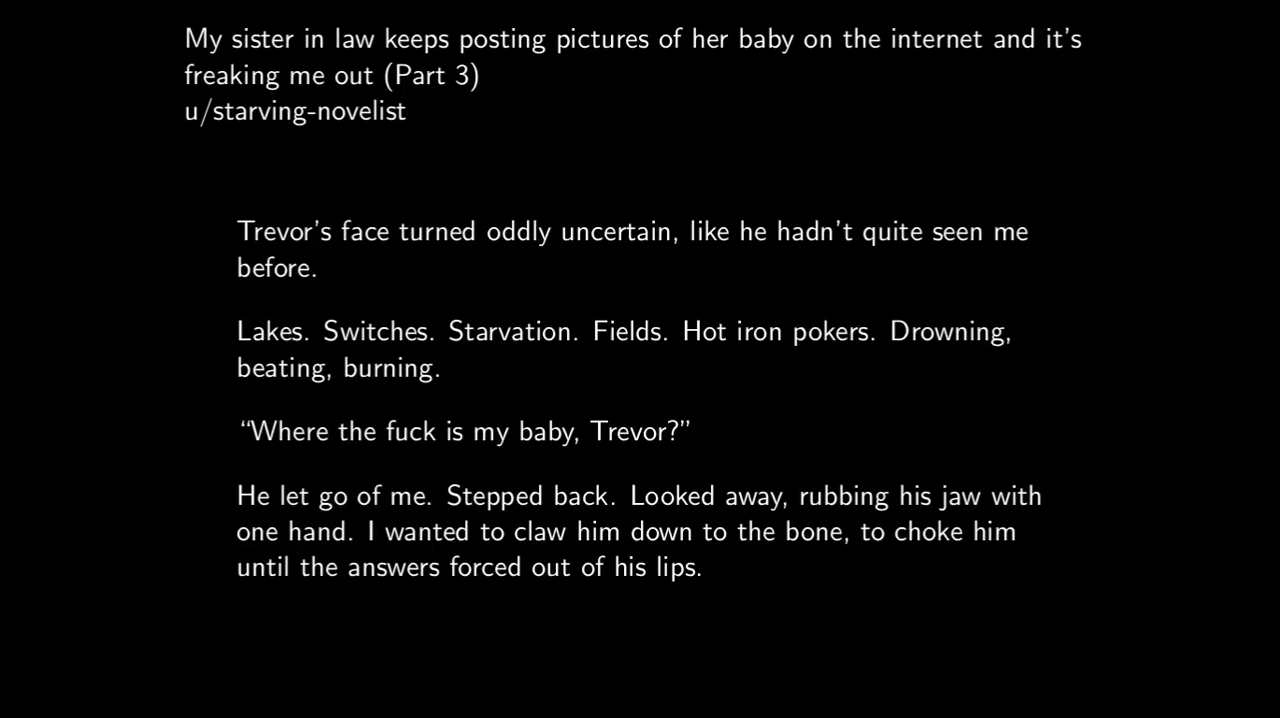 My sister in law keeps posting pictures of her baby on the internet and it's
freaking me out (Part 3)
u/starving-novelist
Trevor's face turned oddly uncertain, like he hadn't quite seen me
before.
Lakes. Switches. Starvation. Fields. Hot iron pokers. Drowning,
beating, burning.
“Where the fuck is my baby, Trevor?”
He let go of me. Stepped back. Looked away, rubbing his jaw with
one hand. I wanted to claw him down to the bone, to choke him
until the answers forced out of his lips.